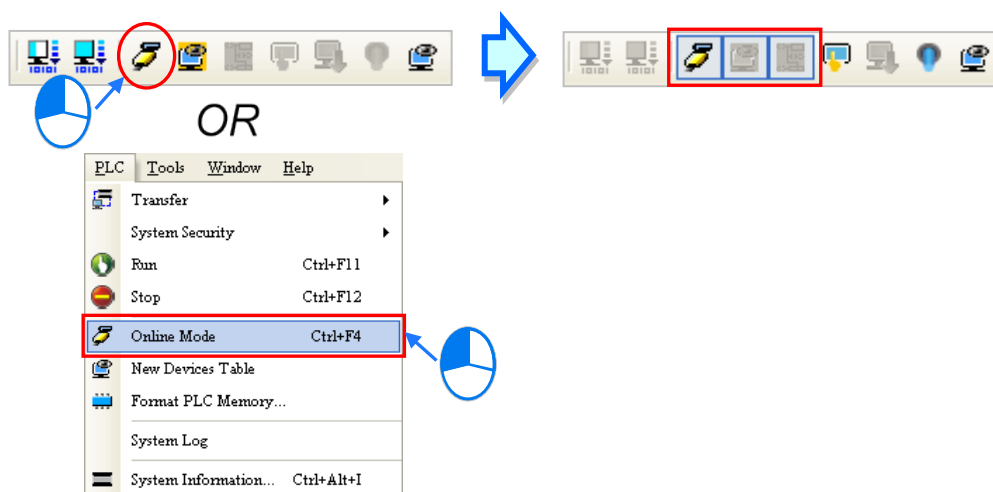 OR
PLC Tools Window Help
Transfer
System Security
Run Ctrl+F11
Stop Ctrl+F12
Online Mode Ctrl+F4
New Devices Table
Format PLC Memory...
System Log
System Information... Ctrl+Alt+I